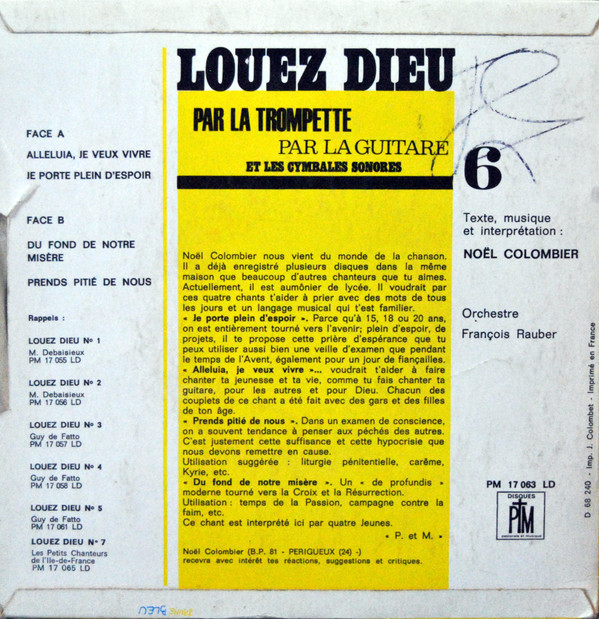 LOUEZ DIEU
PAR LA TROMPETTE
PAR LA GUITARE
ET LES CYMBALES SONORES
6
FACE A
ALLELUIA, JE VEUX VIVRE
JE PORTE PLEIN D'ESPOIR
FACE B
DU FOND DE NOTRE
MISÈRE
PRENDS PITIÉ DE NOUS
Rappels :
LOUEZ DIEU Nº 1
M. Debaisieux
PM 17 055 LD
LOUEZ DIEU Nº 2
M. Debaisieux
PM 17 056 LD
LOUEZ DIEU Nº 3
Guy de Fatto
PM 17 057 LD
LOUEZ DIEU Nº 4
Guy de Fatto
PM 17 058 LD
LOUEZ DIEU Nº 5
Guy de Fatto
PM 17 061 LD
LOUEZ DIEU Nº 7
Les Petits Chanteurs
de l'Ile-de-France
PM 17 065 LD
Noël Colombier nous vient du monde de la chanson.
Il a déjà enregistré plusieurs disques dans la même
maison que beaucoup d'autres chanteurs que tu aimes.
Actuellement, il est aumônier de lycée. Il voudrait par
ces quatre chants t'aider à prier avec des mots de tous
les jours et un langage musical qui t'est familier.
« Je porte plein d'espoir ». Parce qu'à 15, 18 ou 20 ans,
on est entièrement tourné vers l'avenir; plein d'espoir, de
projets, il te propose cette prière d'espérance que tu
peux utiliser aussi bien une veille d'examen que pendant
le temps de l'Avent, également pour un jour de fiançailles.
« Alleluia, je veux vivre »... voudrait t'aider à faire
chanter ta jeunesse et ta vie, comme tu fais chanter ta
guitare, pour les autres et pour Dieu. Chacun des
couplets de ce chant a été fait avec des gars et des filles
de ton âge.
« Prends pitié de nous ». Dans un examen de conscience,
on a souvent tendance à penser aux péchés des autres.
C'est justement cette suffisance et cette hypocrisie que
nous devons remettre en cause.
Utilisation suggérée : liturgie pénitentielle, carême,
Kyrie, etc.
« Du fond de notre misère ». Un « de profundis »
moderne tourné vers la Croix et la Résurrection.
Utilisation : temps de la Passion, campagne contre la
faim, etc.
Ce chant est interprété ici par quatre Jeunes.
« P. et M. »
Noël Colombier (B.P. 81 - PERIGUEUX (24) -)
recevra avec intérêt tes réactions, suggestions et critiques.
Texte, musique
et interprétation :
NOËL COLOMBIER
Orchestre
François Rauber
PM 17 063 LD
DISQUES
PTM
D 68 240 - Imp. J. Colombet - Imprimé en France
BLEU